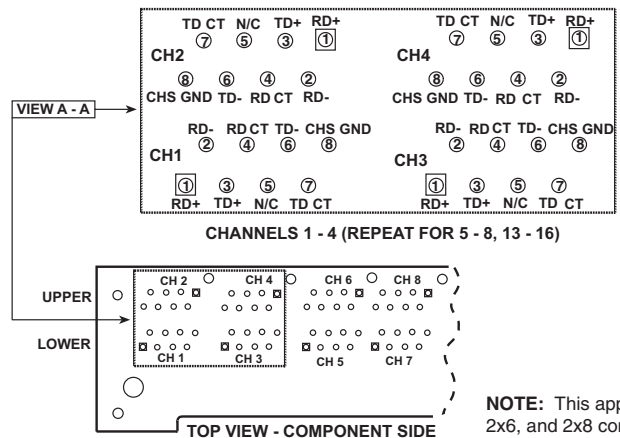 TD CT N/C TD+ RD+ TD CT N/C TD+ RD+
7 5 3 1 7 5 3 1
CH2 CH4
8 6 4 2 8 6 4 2
CHS GND TD- RD CT RD- CHS GND TD- RD CT RD-
VIEW A - A
RD- RD CT TD- CHS GND RD- RD CT TD- CHS GND
2 4 6 8 2 4 6 8
CH1 CH3
1 3 5 7 1 3 5 7
RD+ TD+ N/C TD CT RD+ TD+ N/C TD CT
CHANNELS 1 - 4 (REPEAT FOR 5 - 8, 13 - 16)
CH 2 CH 4 CH 6 CH 8
UPPER
LOWER
CH 1 CH 3 CH 5 CH 7
NOTE: This app
2x6, and 2x8 con
TOP VIEW - COMPONENT SIDE